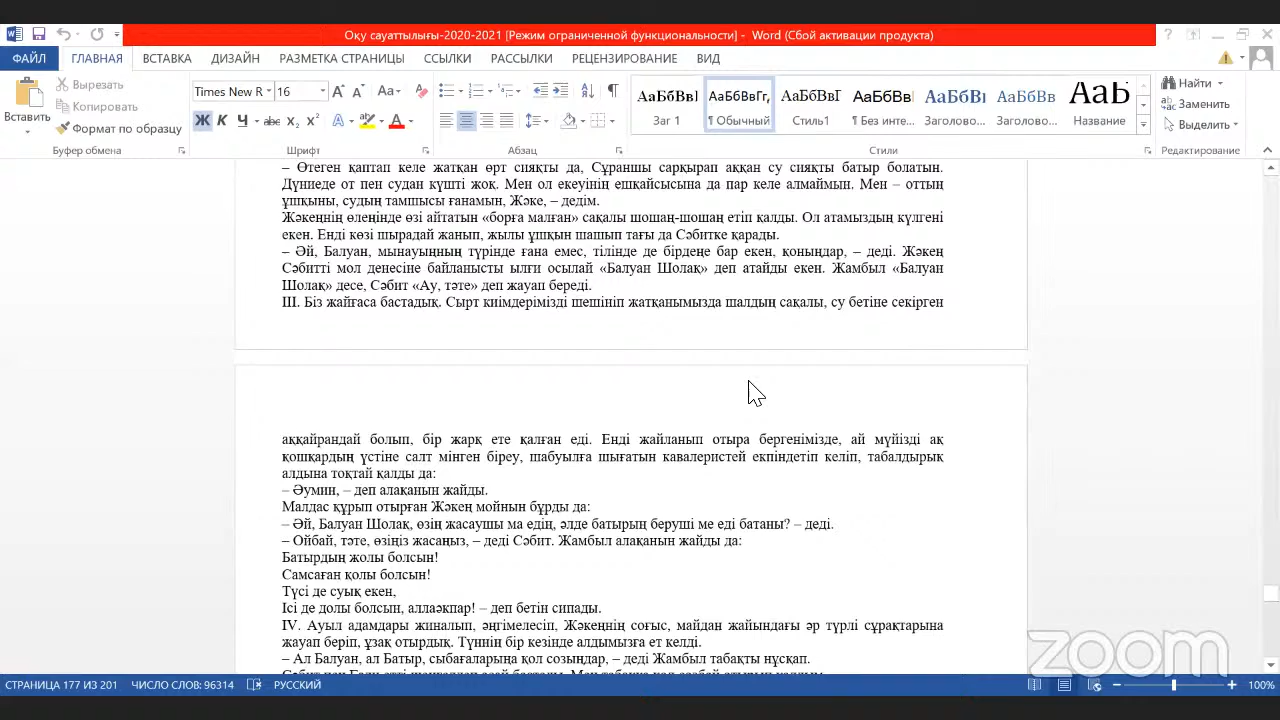 Оқу сауаттылығы-2020-2021 [Режим ограниченной функциональности] - Word (Сбой активации продукта)
ФАЙЛ ГЛАВНАЯ ВСТАВКА ДИЗАЙН РАЗМЕТКА СТРАНИЦЫ ССЫЛКИ РАССЫЛКИ РЕЦЕНЗИРОВАНИЕ ВИД
Вставить
Вырезать
Копировать
Формат по образцу
Буфер обмена
Times New R 16
Ж К Ч abc x₂ x²
Шрифт
Абзац
АаБбВвІ АаБбВвГг, АаБбВвГ АаБбВвІ АаБбВı АаБбВв АаБ
Заг 1 ¶ Обычный Стиль1 ¶ Без инте... Заголово... Заголово... Название
Стили
Найти
Заменить
Выделить
Редактирование
– Өтеген қаптап келе жатқан өрт сияқты да, Сұраншы сарқырап аққан су сияқты батыр болатын.
Дүниеде от пен судан күшті жоқ. Мен ол екеуінің ешқайсысына да пар келе алмаймын. Мен – оттың
ұшқыны, судың тамшысы ғанамын, Жәке, – дедім.
Жәкеңнің өлеңінде өзі айтатын «борға малған» сақалы шошаң-шошаң етіп қалды. Ол атамыздың күлгені
екен. Енді көзі шырадай жанып, жылы ұшқын шашып тағы да Сәбитке қарады.
– Әй, Балуан, мынауыңның түрінде ғана емес, тілінде де бірдеңе бар екен, қоныңдар, – деді. Жәкең
Сәбитті мол денесіне байланысты ылғи осылай «Балуан Шолақ» деп атайды екен. Жамбыл «Балуан
Шолақ» десе, Сәбит «Ау, тәте» деп жауап береді.
III. Біз жайғаса бастадық. Сырт киімдерімізді шешініп жатқанымызда шалдың сақалы, су бетіне секірген
аққайрандай болып, бір жарқ ете қалған еді. Енді жайланып отыра бергенімізде, ай мүйізді ақ
қошқардың үстіне салт мінген біреу, шабуылға шығатын кавалеристей екпіндетіп келіп, табалдырық
алдына тоқтай қалды да:
– Әумин, – деп алақанын жайды.
Малдас құрып отырған Жәкең мойнын бұрды да:
– Әй, Балуан Шолақ, өзің жасаушы ма едің, әлде батырың беруші ме еді батаны? – деді.
– Ойбай, тәте, өзіңіз жасаңыз, – деді Сәбит. Жамбыл алақанын жайды да:
Батырдың жолы болсын!
Самсаған қолы болсын!
Түсі де суық екен,
Ісі де долы болсын, аллаәкпар! – деп бетін сипады.
IV. Ауыл адамдары жиналып, әңгімелесіп, Жәкеңнің соғыс, майдан жайындағы әр түрлі сұрақтарына
жауап беріп, ұзақ отырдық. Түннің бір кезінде алдымызға ет келді.
– Ал Балуан, ал Батыр, сыбағаларыңа қол созыңдар, – деді Жамбыл табақты нұсқап.
zoom
СТРАНИЦА 177 ИЗ 201 ЧИСЛО СЛОВ: 96314 РУССКИЙ 100%